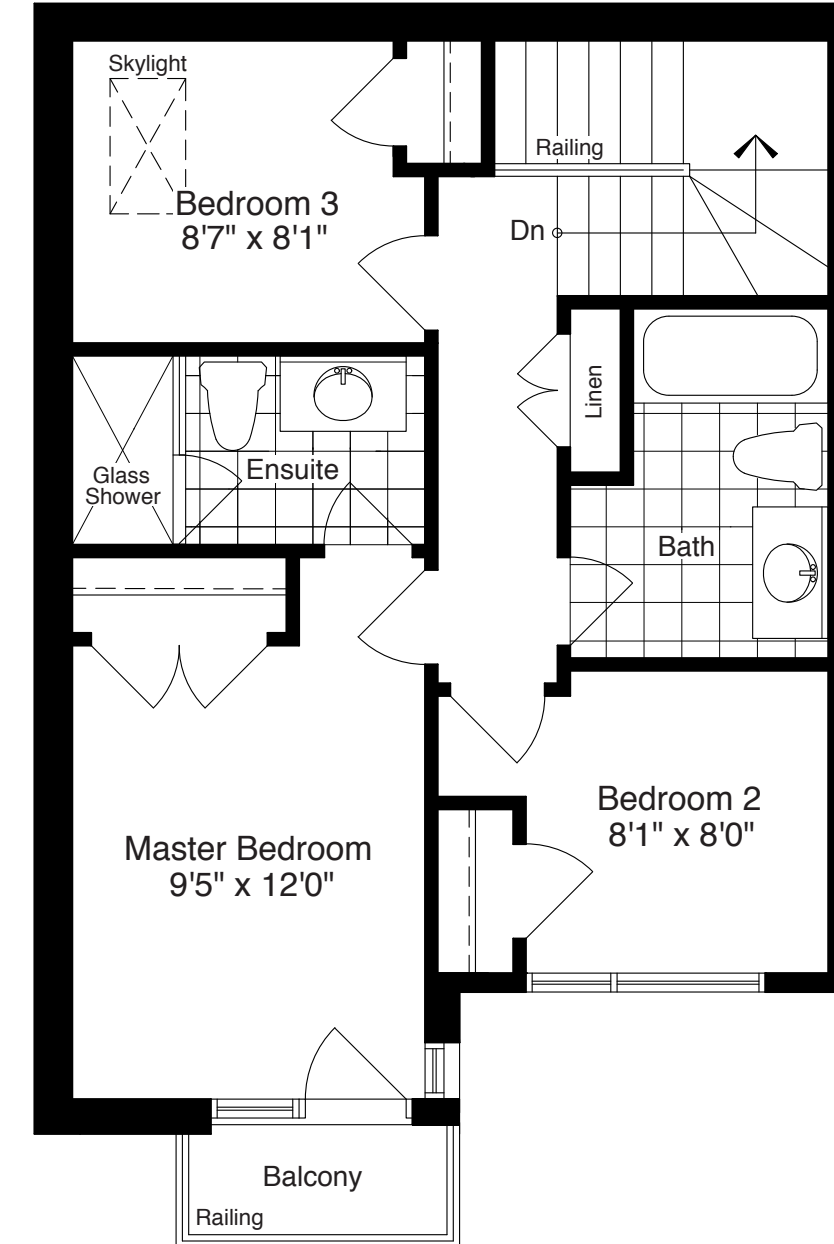 Skylight
Bedroom 3
8'7" x 8'1"
Railing
Dn
Linen
Glass
Shower
Ensuite
Bath
Master Bedroom
9'5" x 12'0"
Bedroom 2
8'1" x 8'0"
Balcony
Railing